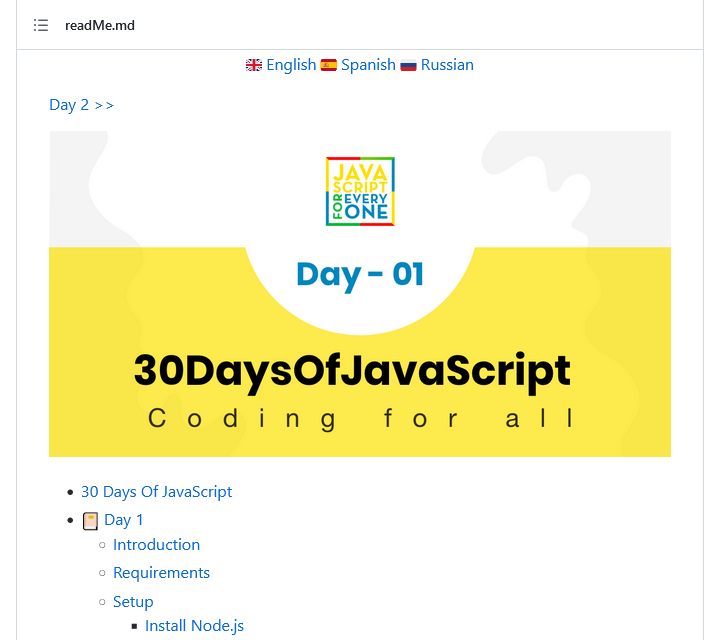 readMe.md
English Spanish Russian
Day 2 >>
JAVA
SCRIPT
FOR EVERY
ONE
Day - 01
30DaysOfJavaScript
Coding for all
30 Days Of JavaScript
Day 1
Introduction
Requirements
Setup
Install Node.js